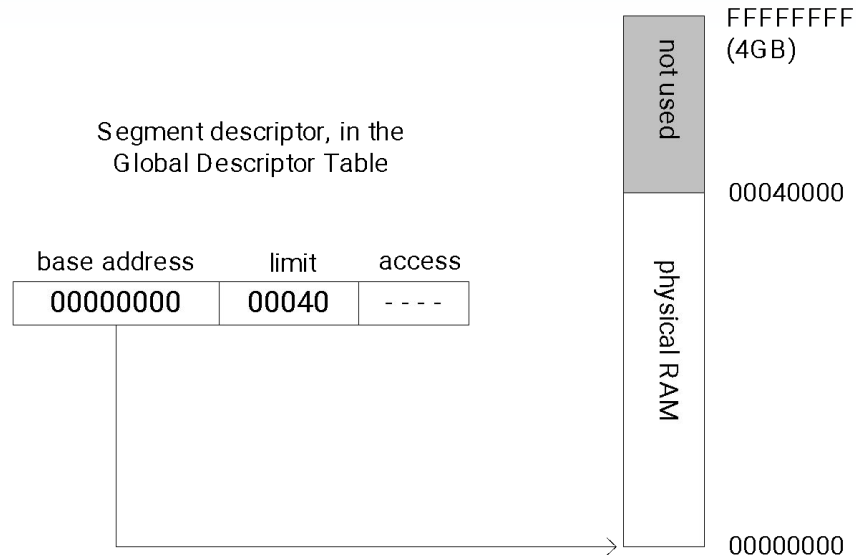 FFFFFFFF
(4GB)
not used
Segment descriptor, in the
Global Descriptor Table
00040000
base address limit access
00000000 00040 - - - -
physical RAM
00000000